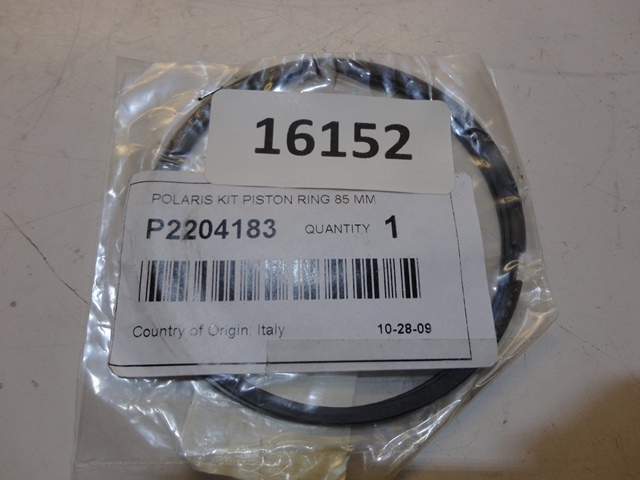 16152
POLARIS KIT PISTON RING 85 MM
P2204183 QUANTITY 1
Country of Origin: Italy 10-28-09